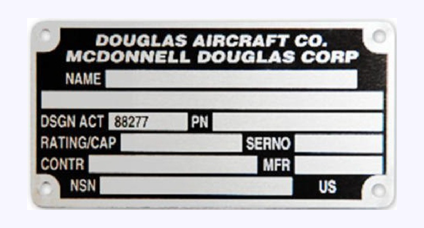 DOUGLAS AIRCRAFT CO.
MCDONNELL DOUGLAS CORP
NAME
DSGN ACT 88277 PN
RATING/CAP SERNO
CONTR MFR
NSN US